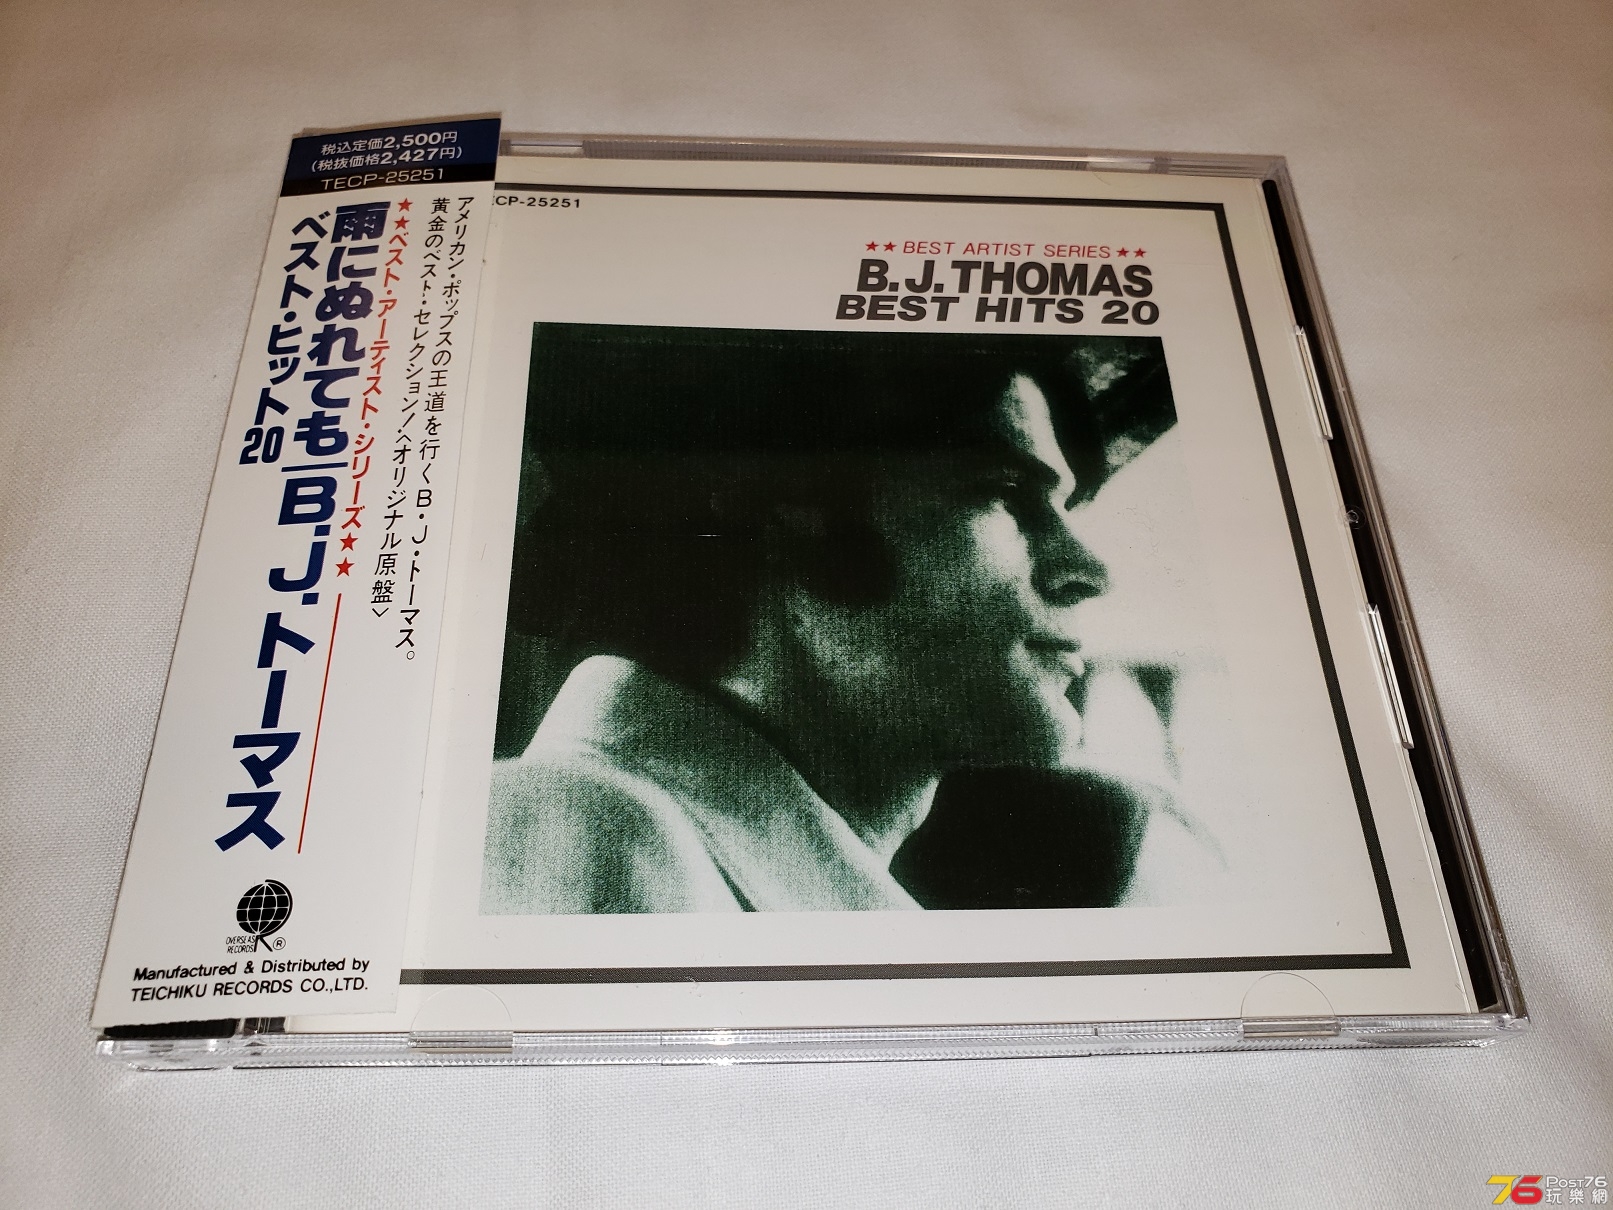 税込定価2,500円
(税抜価格2,427円)
TECP-25251
アメリカン・ポップスの王道を行くB・J・トーマス。
黄金のベスト・セレクション!〈オリジナル原盤〉
★★ベスト・アーティスト・シリーズ★★
雨にぬれても|B.J.トーマス
ベスト・ヒット20
OVERSEAS
RECORDS
®
Manufactured & Distributed by
TEICHIKU RECORDS CO.,LTD.
ECP-25251
★★BEST ARTIST SERIES★★
B.J.THOMAS
BEST HITS 20
76 Post76
玩樂網